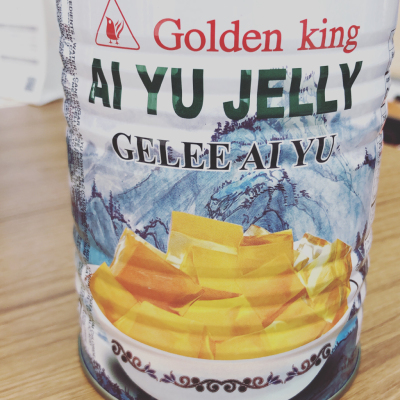 Golden king
AI YU JELLY
GELEE AI YU